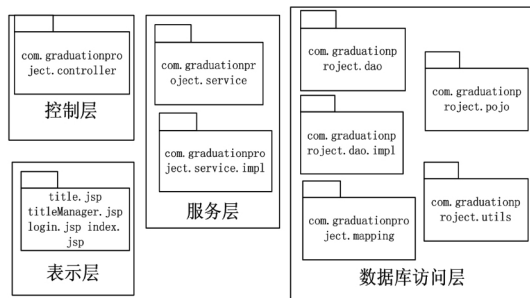 com.graduationpro
ject.controller
控制层
title.jsp
titleManager.jsp
login.jsp index.
jsp
表示层
com.graduationpr
oject.service
com.graduationpro
ject.service.impl
服务层
com.graduationp
roject.dao
com.graduationp
roject.dao.impl
com.graduationpro
ject.mapping
com.graduationp
roject.pojo
com.graduationp
roject.utils
数据库访问层